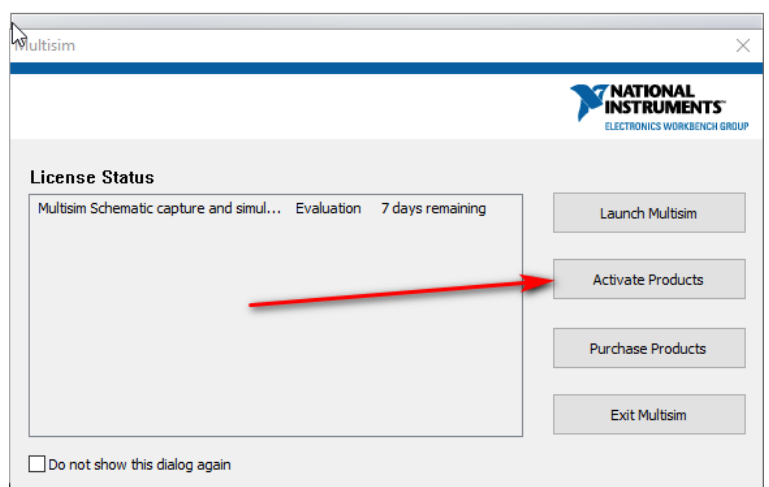 Multisim
NATIONAL
INSTRUMENTS™
ELECTRONICS WORKBENCH GROUP
License Status
Multisim Schematic capture and simul... Evaluation 7 days remaining
Launch Multisim
Activate Products
Purchase Products
Exit Multisim
Do not show this dialog again